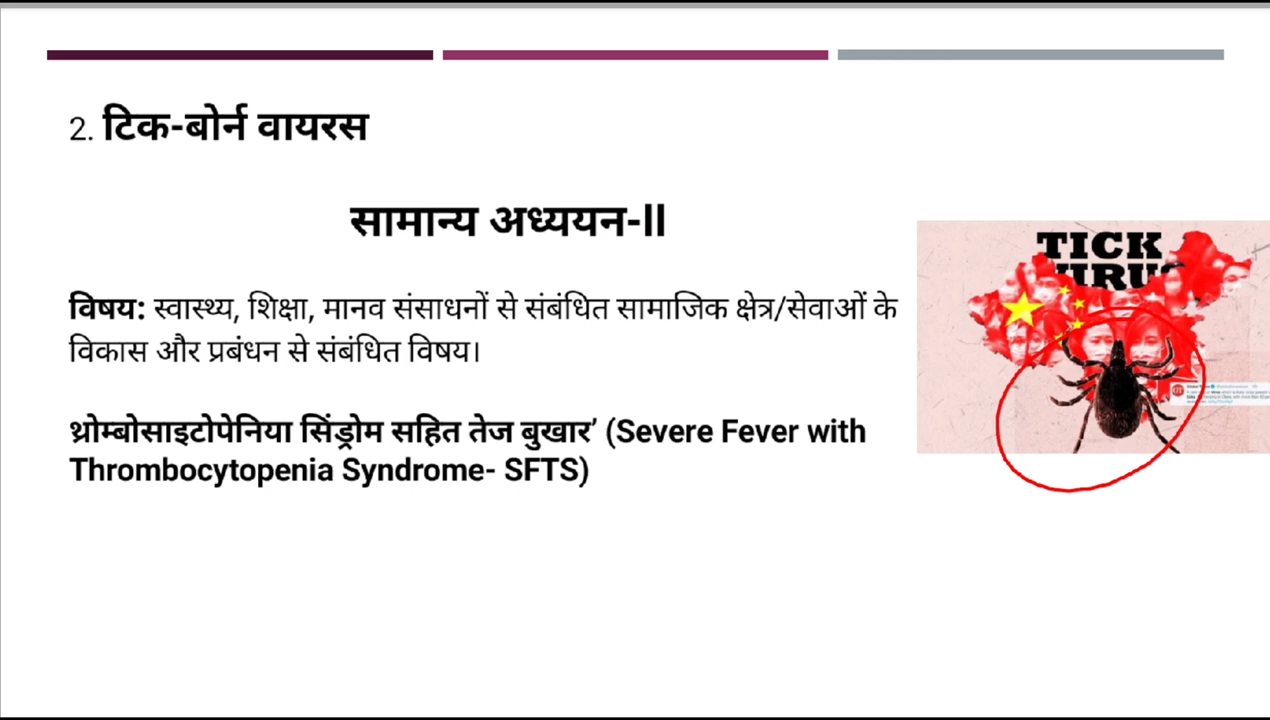 2. टिक-बोर्न वायरस
सामान्य अध्ययन-II
विषय: स्वास्थ्य, शिक्षा, मानव संसाधनों से संबंधित सामाजिक क्षेत्र/सेवाओं के
विकास और प्रबंधन से संबंधित विषय।
थ्रोम्बोसाइटोपेनिया सिंड्रोम सहित तेज बुखार’ (Severe Fever with
Thrombocytopenia Syndrome- SFTS)
TICK
VIRUS